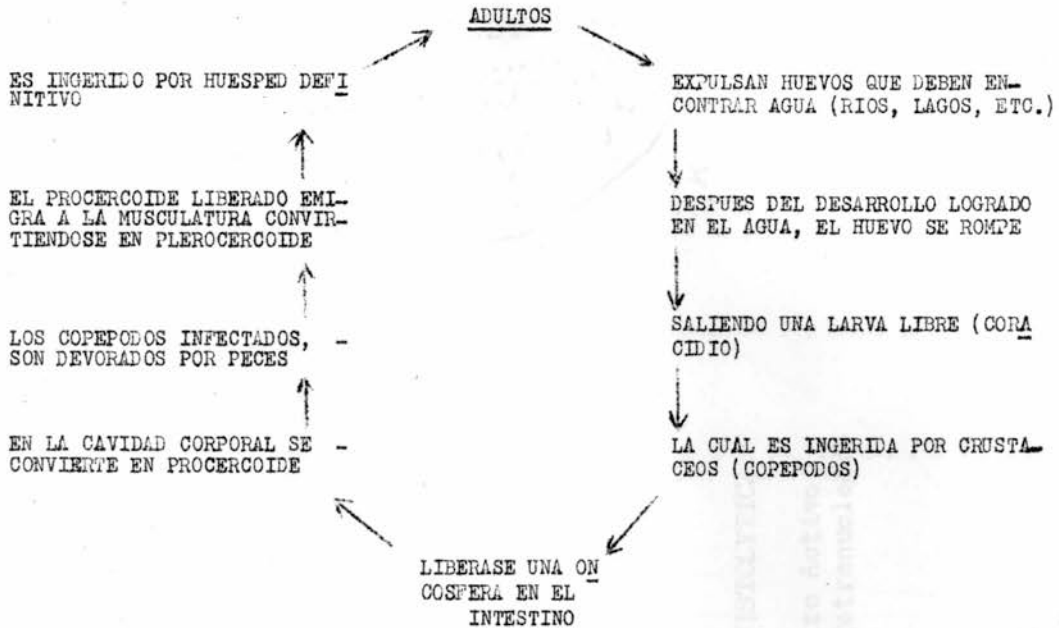 ADULTOS
EXPULSAN HUEVOS QUE DEBEN EN-
CONTRAR AGUA (RIOS, LAGOS, ETC.)
DESPUES DEL DESARROLLO LOGRADO
EN EL AGUA, EL HUEVO SE ROMPE
SALIENDO UNA LARVA LIBRE (CORA
CIDIO)
LA CUAL ES INGERIDA POR CRUSTA-
CEOS (COPEPODOS)
LIBERASE UNA ON
COSFERA EN EL
INTESTINO
EN LA CAVIDAD CORPORAL SE -
CONVIERTE EN PROCERCOIDE
LOS COPEPODOS INFECTADOS, -
SON DEVORADOS POR PECES
EL PROCERCOIDE LIBERADO EMI-
GRA A LA MUSCULATURA CONVIR-
TIENDOSE EN PLEROCERCOIDE
ES INGERIDO POR HUESPED DEFI
NITIVO